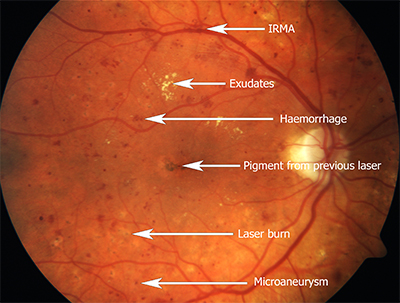 IRMA
Exudates
Haemorrhage
Pigment from previous laser
Laser burn
Microaneurysm